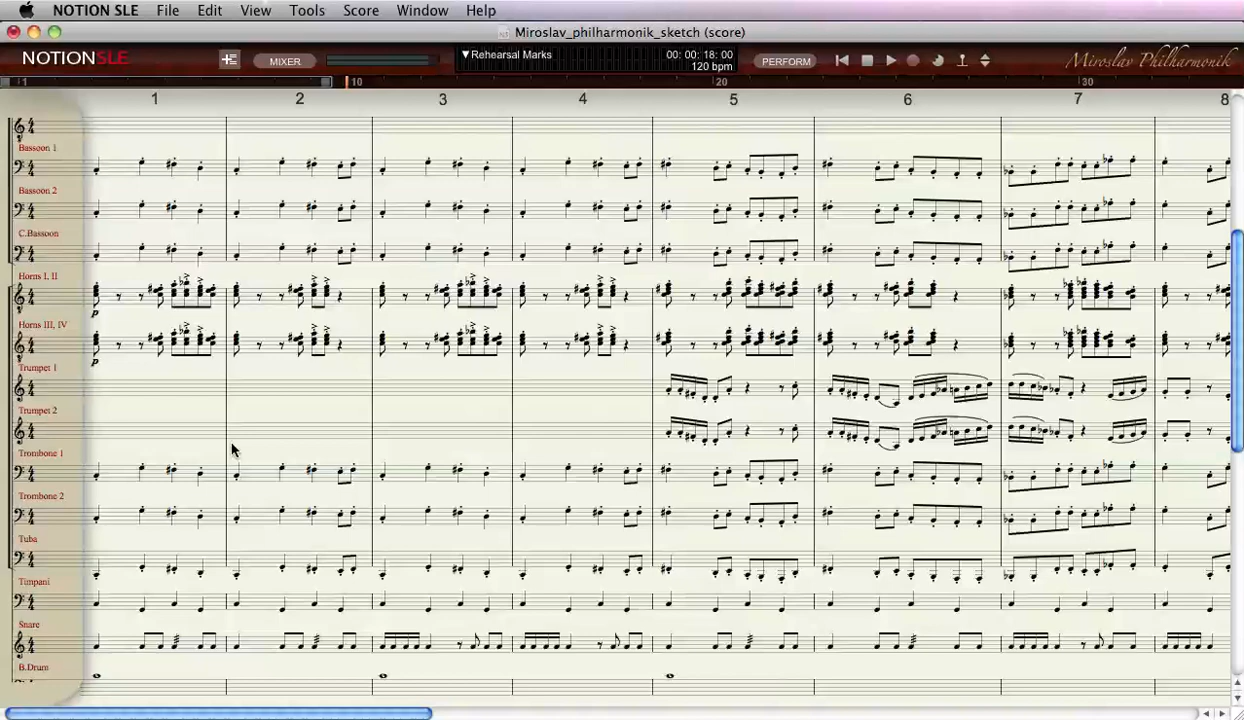 NOTION SLE File Edit View Tools Score Window Help
Miroslav_philharmonik_sketch (score)
NOTIONSLE MIXER ▼Rehearsal Marks 00: 00: 18: 00 PERFORM Miroslav Philharmonik
120 bpm
1 10 20 30
1 2 3 4 5 6 7 8
Bassoon 1
Bassoon 2
C.Bassoon
Horns I, II
p
Horns III, IV
p
Trumpet 1
Trumpet 2
Trombone 1
Trombone 2
Tuba
Timpani
Snare
B.Drum